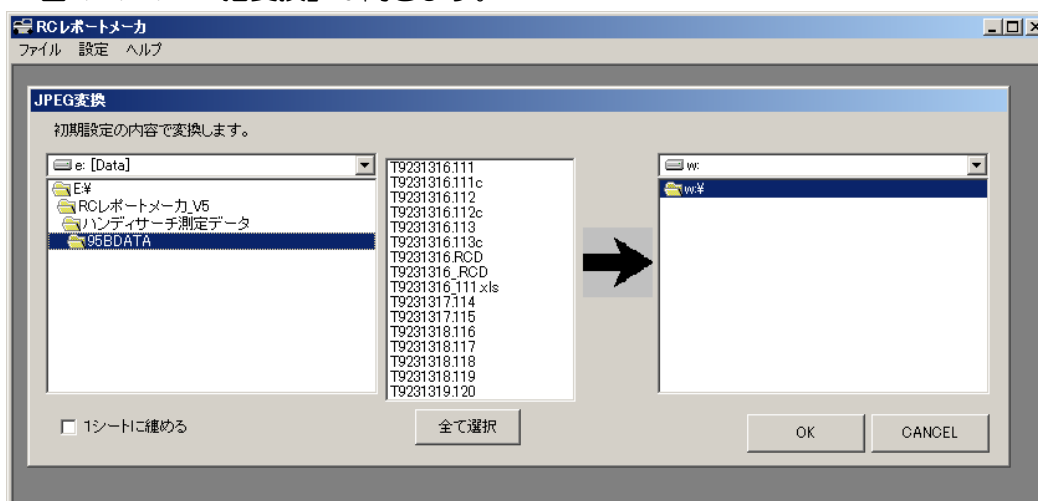 RCレポートメーカ
ファイル 設定 ヘルプ
JPEG変換
初期設定の内容で変換します。
e: [Data]
E:¥
RCレポートメーカ_V5
ハンディサーチ測定データ
95BDATA
T9231316.111
T9231316.111c
T9231316.112
T9231316.112c
T9231316.113
T9231316.113c
T9231316.RCD
T9231316_.RCD
T9231316_111.xls
T9231317.114
T9231317.115
T9231318.116
T9231318.117
T9231318.118
T9231318.119
T9231319.120
w:
w:¥
1シートに纏める
全て選択
OK
CANCEL